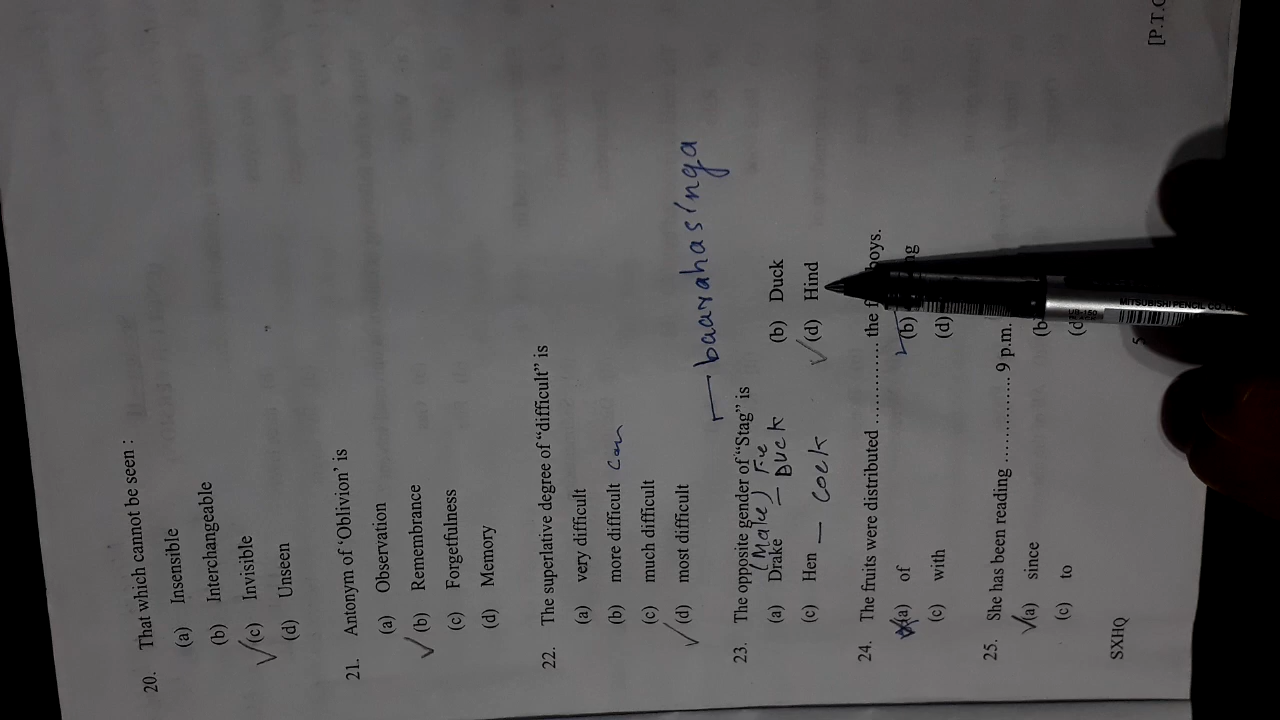 20. That which cannot be seen :
(a) Insensible
(b) Interchangeable
(c) Invisible
(d) Unseen
21. Antonym of 'Oblivion' is
(a) Observation
(b) Remembrance
(c) Forgetfulness
(d) Memory
22. The superlative degree of "difficult" is
(a) very difficult
(b) more difficult
(c) much difficult
(d) most difficult
baarahasinga
23. The opposite gender of "Stag" is
(Male)
(a) Drake — Duck (b) Duck
(c) Hen — Cock (d) Hind
24. The fruits were distributed ............. the boys.
(a) of (b)
(c) with (d)
25. She has been reading ............. 9 p.m.
(a) since (b
(c) to (d
SXHQ 5 [P.T.O
MITSUBISHI PENCIL CO.